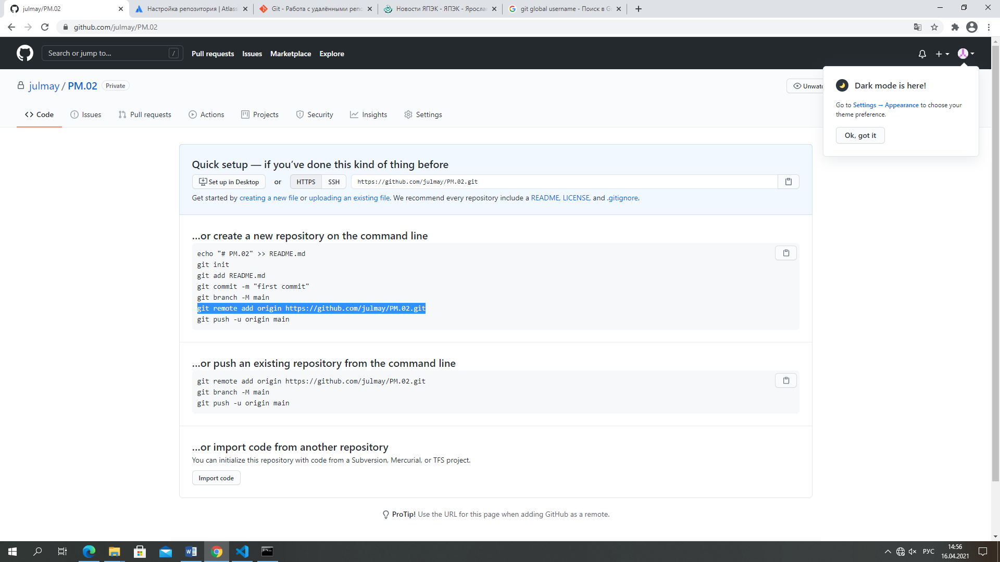 julmay/PM.02
Настройка репозитория | Atlass
Git - Работа с удалёнными репо
Новости ЯПЭК - ЯПЭК - Яросла
git global username - Поиск в G
github.com/julmay/PM.02
Search or jump to...
/
Pull requests
Issues
Marketplace
Explore
julmay / PM.02
Private
Unwatc
Dark mode is here!
Go to Settings → Appearance to choose your
theme preference.
Ok, got it
Code
Issues
Pull requests
Actions
Projects
Security
Insights
Settings
Quick setup — if you’ve done this kind of thing before
Set up in Desktop
or
HTTPS
SSH
https://github.com/julmay/PM.02.git
Get started by creating a new file or uploading an existing file. We recommend every repository include a README, LICENSE, and .gitignore.
…or create a new repository on the command line
echo "# PM.02" >> README.md
git init
git add README.md
git commit -m "first commit"
git branch -M main
git remote add origin https://github.com/julmay/PM.02.git
git push -u origin main
…or push an existing repository from the command line
git remote add origin https://github.com/julmay/PM.02.git
git branch -M main
git push -u origin main
…or import code from another repository
You can initialize this repository with code from a Subversion, Mercurial, or TFS project.
Import code
ProTip! Use the URL for this page when adding GitHub as a remote.
РУС
14:56
16.04.2021